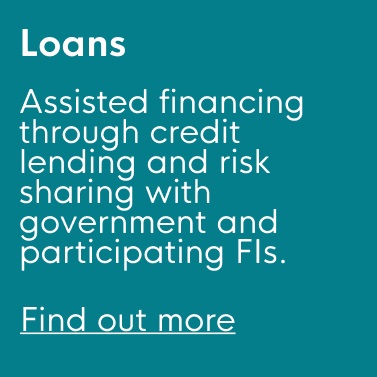 Loans
Assisted financing
through credit
lending and risk
sharing with
government and
participating FIs.
Find out more